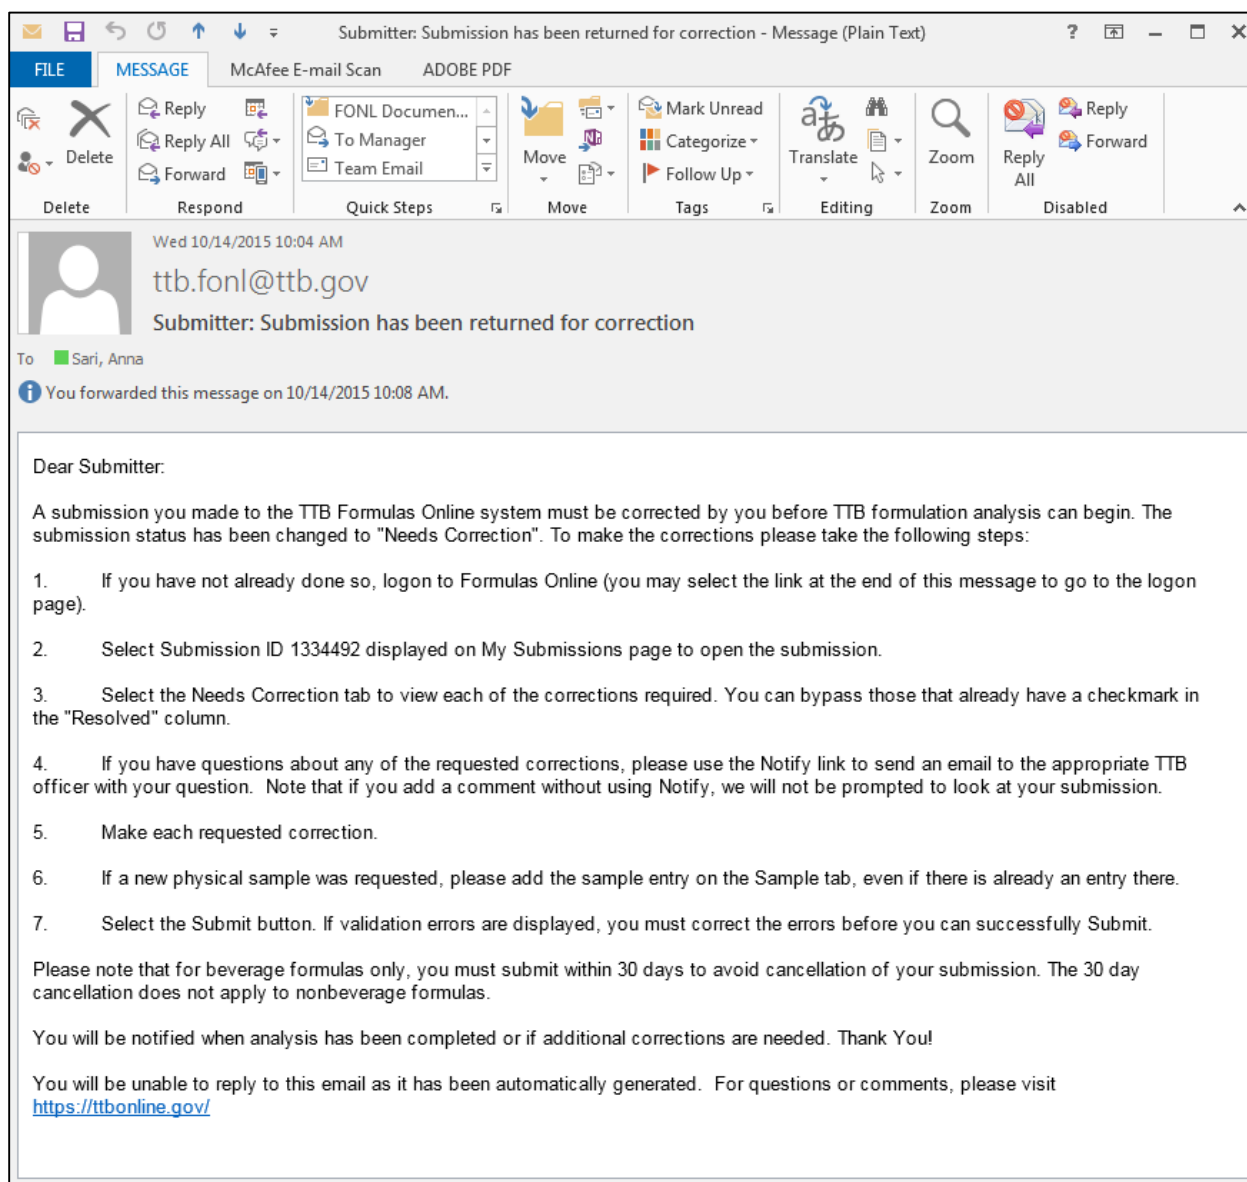 Submitter: Submission has been returned for correction - Message (Plain Text)
?
FILE
MESSAGE
McAfee E-mail Scan
ADOBE PDF
Delete
Reply
Reply All
Forward
FONL Documen...
To Manager
Team Email
Move
Mark Unread
Categorize
Follow Up
Translate
Zoom
Reply All
Reply
Forward
Delete
Respond
Quick Steps
Move
Tags
Editing
Zoom
Disabled
Wed 10/14/2015 10:04 AM
ttb.fonl@ttb.gov
Submitter: Submission has been returned for correction
To Sari, Anna
You forwarded this message on 10/14/2015 10:08 AM.
Dear Submitter:
A submission you made to the TTB Formulas Online system must be corrected by you before TTB formulation analysis can begin. The
submission status has been changed to "Needs Correction". To make the corrections please take the following steps:
1. If you have not already done so, logon to Formulas Online (you may select the link at the end of this message to go to the logon
page).
2. Select Submission ID 1334492 displayed on My Submissions page to open the submission.
3. Select the Needs Correction tab to view each of the corrections required. You can bypass those that already have a checkmark in
the "Resolved" column.
4. If you have questions about any of the requested corrections, please use the Notify link to send an email to the appropriate TTB
officer with your question.  Note that if you add a comment without using Notify, we will not be prompted to look at your submission.
5. Make each requested correction.
6. If a new physical sample was requested, please add the sample entry on the Sample tab, even if there is already an entry there.
7. Select the Submit button. If validation errors are displayed, you must correct the errors before you can successfully Submit.
Please note that for beverage formulas only, you must submit within 30 days to avoid cancellation of your submission. The 30 day
cancellation does not apply to nonbeverage formulas.
You will be notified when analysis has been completed or if additional corrections are needed. Thank You!
You will be unable to reply to this email as it has been automatically generated.  For questions or comments, please visit
https://ttbonline.gov/